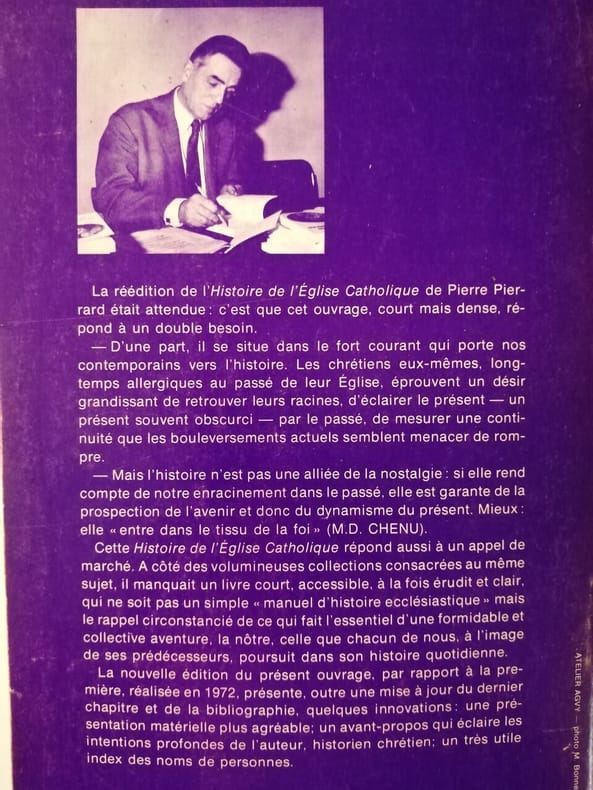 La réédition de l'Histoire de l'Église Catholique de Pierre Pier-
rard était attendue : c'est que cet ouvrage, court mais dense, ré-
pond à un double besoin.
— D'une part, il se situe dans le fort courant qui porte nos
contemporains vers l'histoire. Les chrétiens eux-mêmes, long-
temps allergiques au passé de leur Église, éprouvent un désir
grandissant de retrouver leurs racines, d'éclairer le présent — un
présent souvent obscurci — par le passé, de mesurer une conti-
nuité que les bouleversements actuels semblent menacer de rom-
pre.
— Mais l'histoire n'est pas une alliée de la nostalgie : si elle rend
compte de notre enracinement dans le passé, elle est garante de la
prospection de l'avenir et donc du dynamisme du présent. Mieux :
elle « entre dans le tissu de la foi » (M.D. CHENU).
Cette Histoire de l'Église Catholique répond aussi à un appel de
marché. A côté des volumineuses collections consacrées au même
sujet, il manquait un livre court, accessible, à la fois érudit et clair,
qui ne soit pas un simple « manuel d'histoire ecclésiastique » mais
le rappel circonstancié de ce qui fait l'essentiel d'une formidable et
collective aventure, la nôtre, celle que chacun de nous, à l'image
de ses prédécesseurs, poursuit dans son histoire quotidienne.
La nouvelle édition du présent ouvrage, par rapport à la pre-
mière, réalisée en 1972, présente, outre une mise à jour du dernier
chapitre et de la bibliographie, quelques innovations : une pré-
sentation matérielle plus agréable; un avant-propos qui éclaire les
intentions profondes de l'auteur, historien chrétien; un très utile
index des noms de personnes.
ATELIER AGVY — photo M.